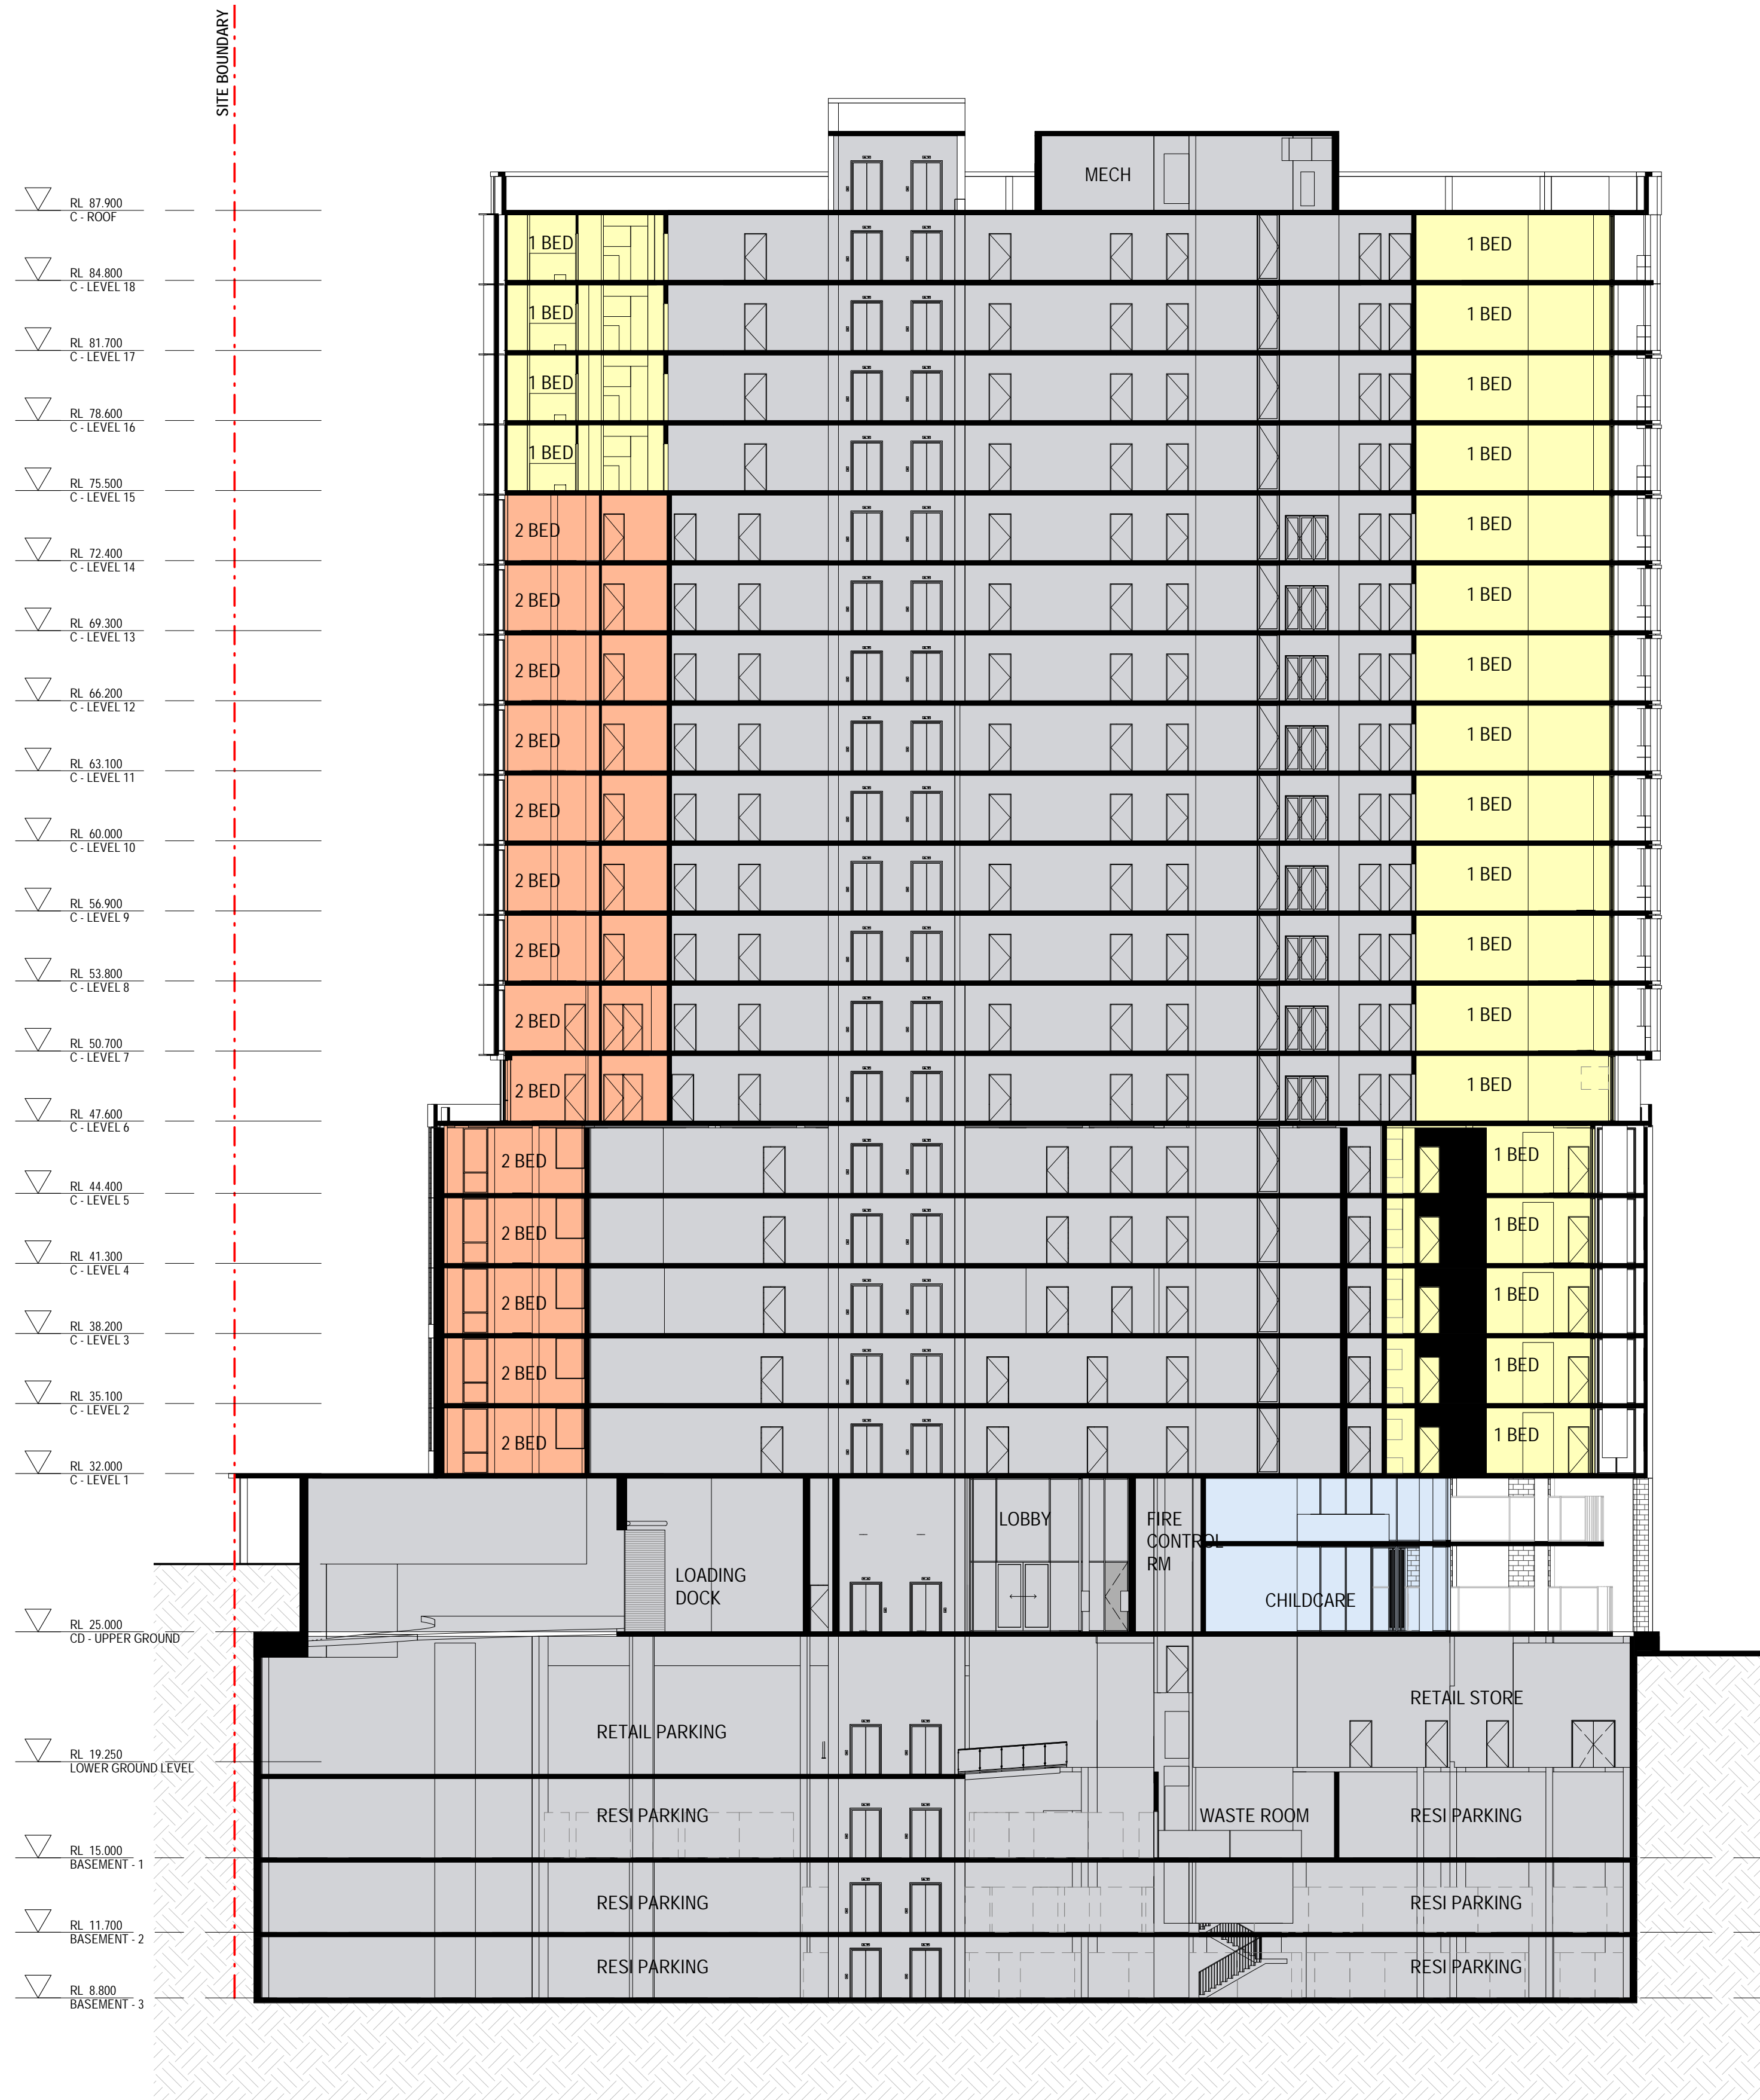 SITE BOUNDARY
MECH
RL 87.900
C - ROOF
1 BED
1 BED
RL 84.800
C - LEVEL 18
1 BED
1 BED
RL 81.700
C - LEVEL 17
1 BED
1 BED
RL 78.600
C - LEVEL 16
1 BED
1 BED
RL 75.500
C - LEVEL 15
2 BED
1 BED
RL 72.400
C - LEVEL 14
2 BED
1 BED
RL 69.300
C - LEVEL 13
2 BED
1 BED
RL 66.200
C - LEVEL 12
2 BED
1 BED
RL 63.100
C - LEVEL 11
2 BED
1 BED
RL 60.000
C - LEVEL 10
2 BED
1 BED
RL 56.900
C - LEVEL 9
2 BED
1 BED
RL 53.800
C - LEVEL 8
2 BED
1 BED
RL 50.700
C - LEVEL 7
2 BED
1 BED
RL 47.600
C - LEVEL 6
2 BED
1 BED
RL 44.400
C - LEVEL 5
2 BED
1 BED
RL 41.300
C - LEVEL 4
2 BED
1 BED
RL 38.200
C - LEVEL 3
2 BED
1 BED
RL 35.100
C - LEVEL 2
2 BED
1 BED
RL 32.000
C - LEVEL 1
LOBBY
FIRE
CONTROL
RM
LOADING
DOCK
CHILDCARE
RL 25.000
CD - UPPER GROUND
RETAIL STORE
RETAIL PARKING
RL 19.250
LOWER GROUND LEVEL
RESI PARKING
WASTE ROOM
RESI PARKING
RL 15.000
BASEMENT - 1
RESI PARKING
RESI PARKING
RL 11.700
BASEMENT - 2
RESI PARKING
RESI PARKING
RL 8.800
BASEMENT - 3